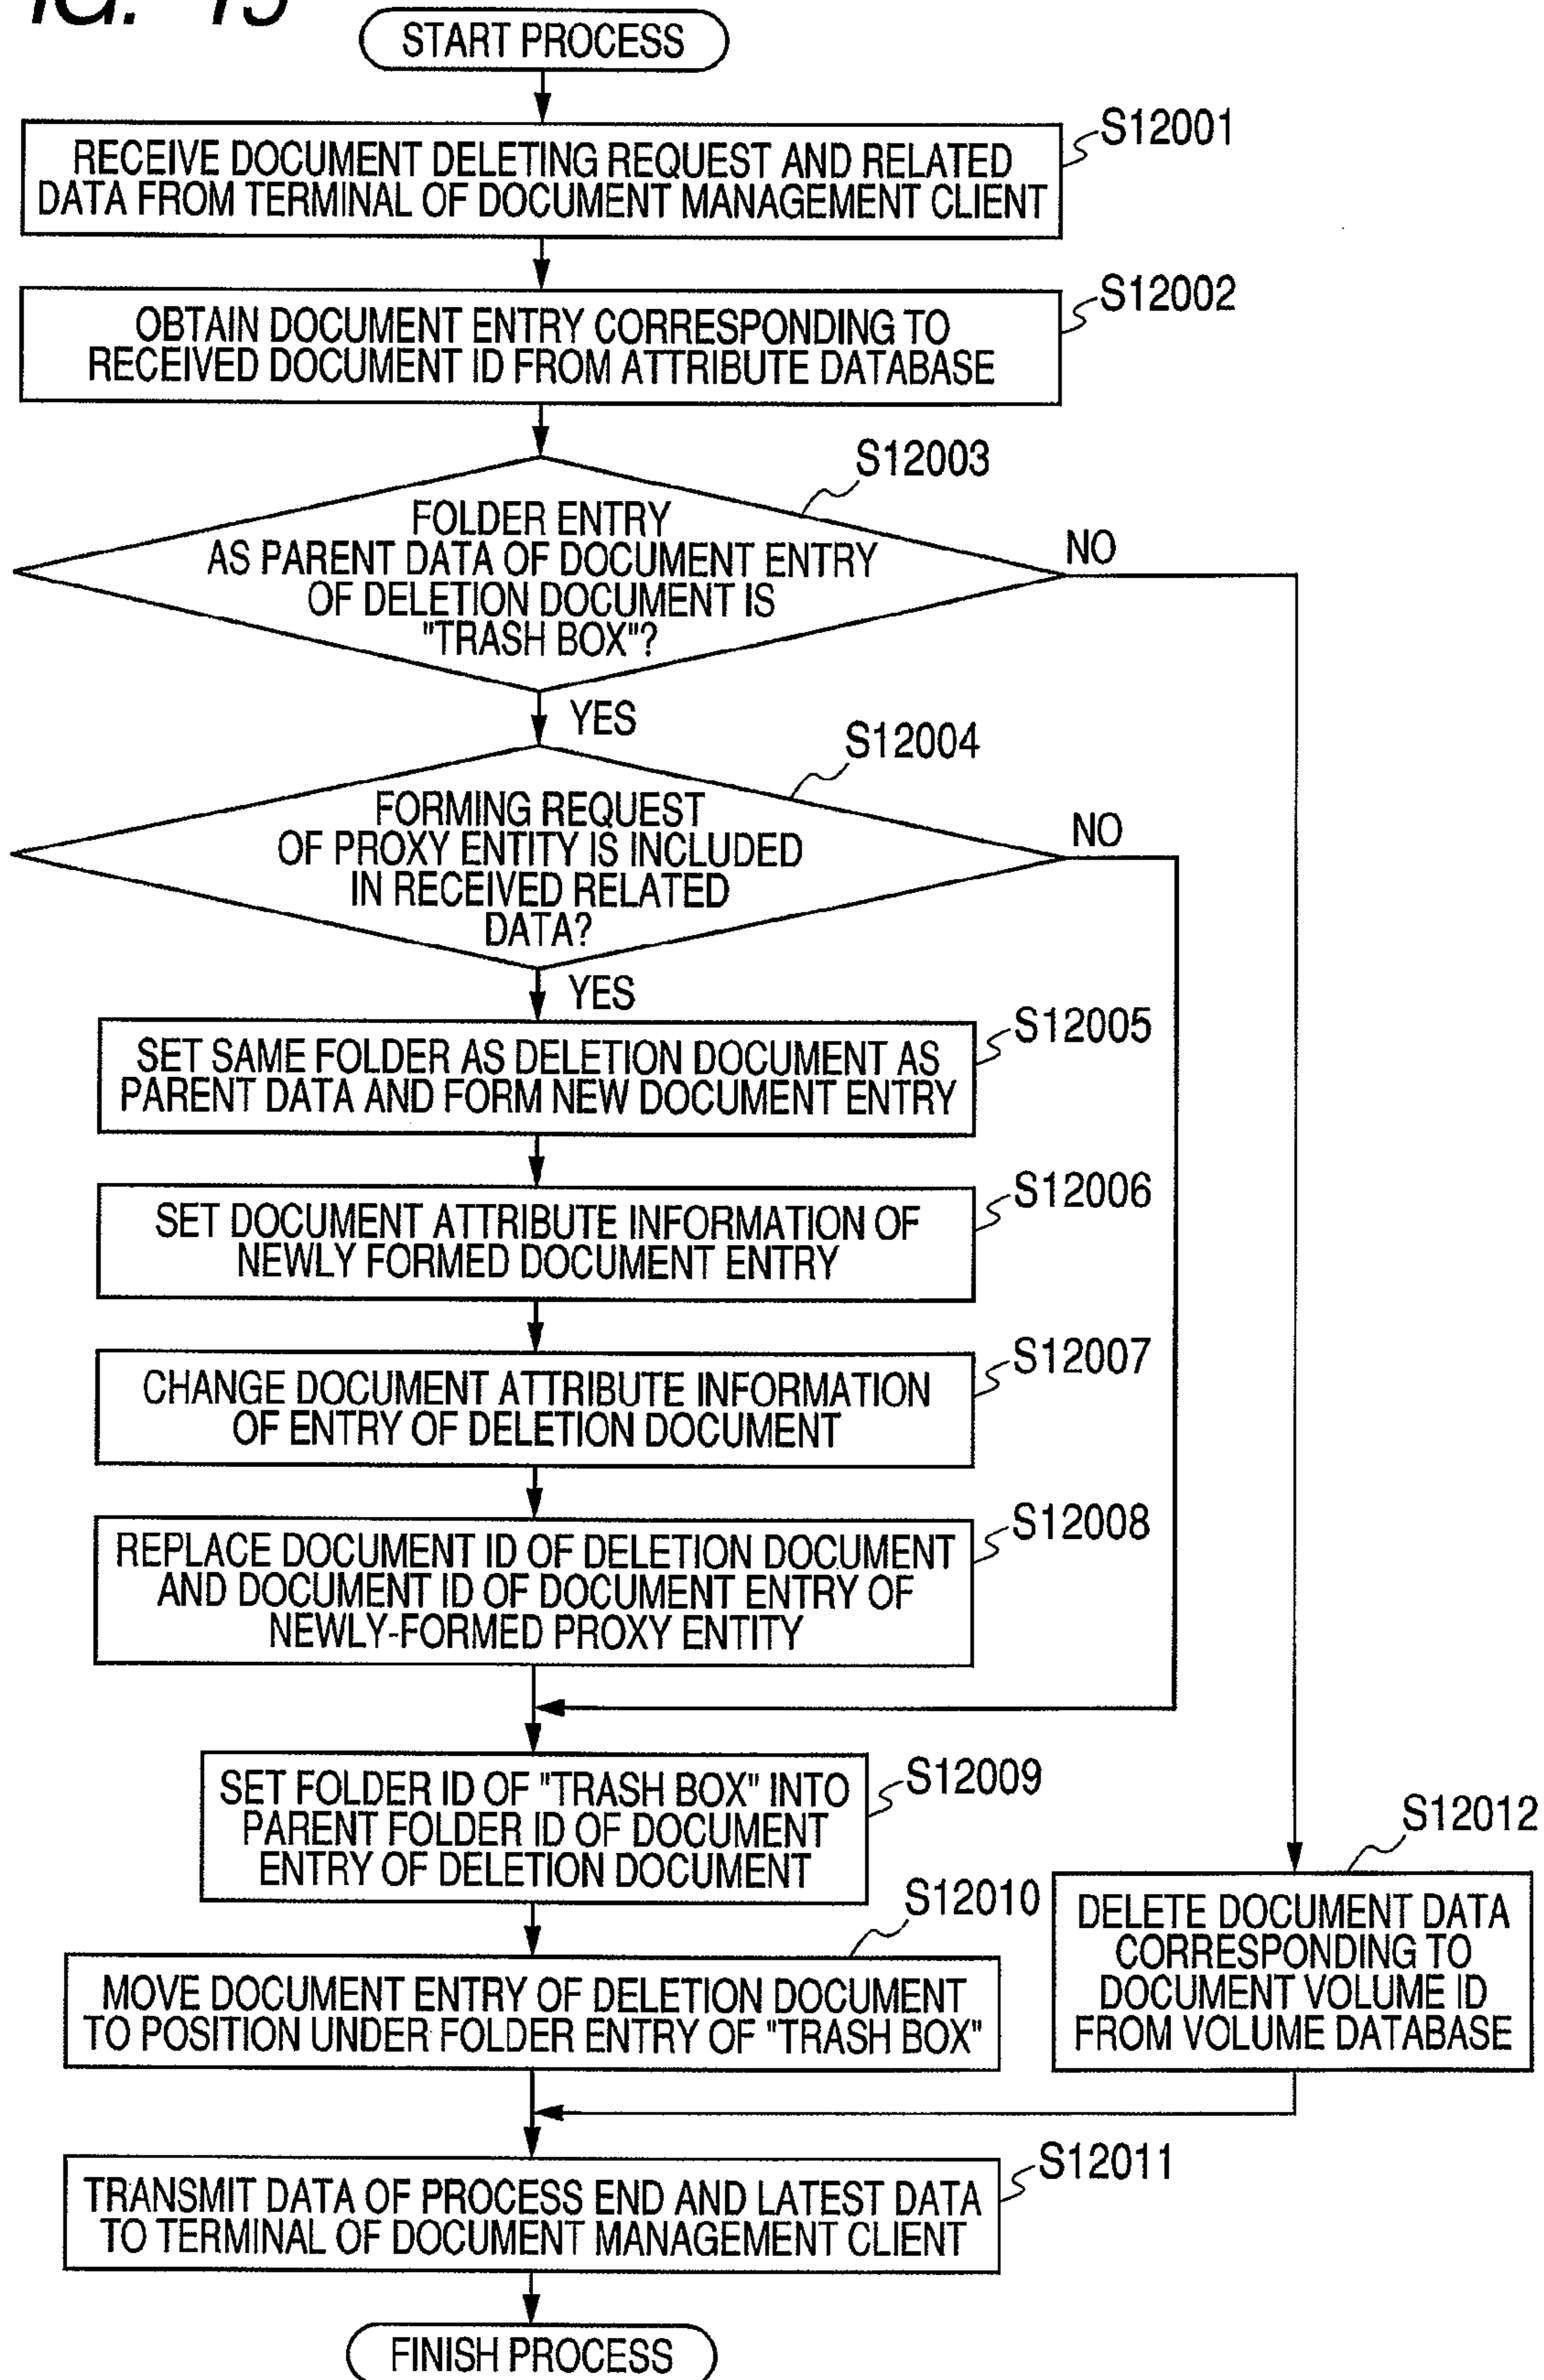 START PROCESS
S12001
RECEIVE DOCUMENT DELETING REQUEST AND RELATED
DATA FROM TERMINAL OF DOCUMENT MANAGEMENT CLIENT
S12002
OBTAIN DOCUMENT ENTRY CORRESPONDING TO
RECEIVED DOCUMENT ID FROM ATTRIBUTE DATABASE
S12003
FOLDER ENTRY
AS PARENT DATA OF DOCUMENT ENTRY
OF DELETION DOCUMENT IS
"TRASH BOX"?
NO
YES
S12004
FORMING REQUEST
OF PROXY ENTITY IS INCLUDED
IN RECEIVED RELATED
DATA?
NO
YES
S12005
SET SAME FOLDER AS DELETION DOCUMENT AS
PARENT DATA AND FORM NEW DOCUMENT ENTRY
S12006
SET DOCUMENT ATTRIBUTE INFORMATION OF
NEWLY FORMED DOCUMENT ENTRY
S12007
CHANGE DOCUMENT ATTRIBUTE INFORMATION
OF ENTRY OF DELETION DOCUMENT
S12008
REPLACE DOCUMENT ID OF DELETION DOCUMENT
AND DOCUMENT ID OF DOCUMENT ENTRY OF
NEWLY-FORMED PROXY ENTITY
S12009
SET FOLDER ID OF "TRASH BOX" INTO
PARENT FOLDER ID OF DOCUMENT
ENTRY OF DELETION DOCUMENT
S12012
DELETE DOCUMENT DATA
CORRESPONDING TO
DOCUMENT VOLUME ID
FROM VOLUME DATABASE
S12010
MOVE DOCUMENT ENTRY OF DELETION DOCUMENT
TO POSITION UNDER FOLDER ENTRY OF "TRASH BOX"
S12011
TRANSMIT DATA OF PROCESS END AND LATEST DATA
TO TERMINAL OF DOCUMENT MANAGEMENT CLIENT
FINISH PROCESS